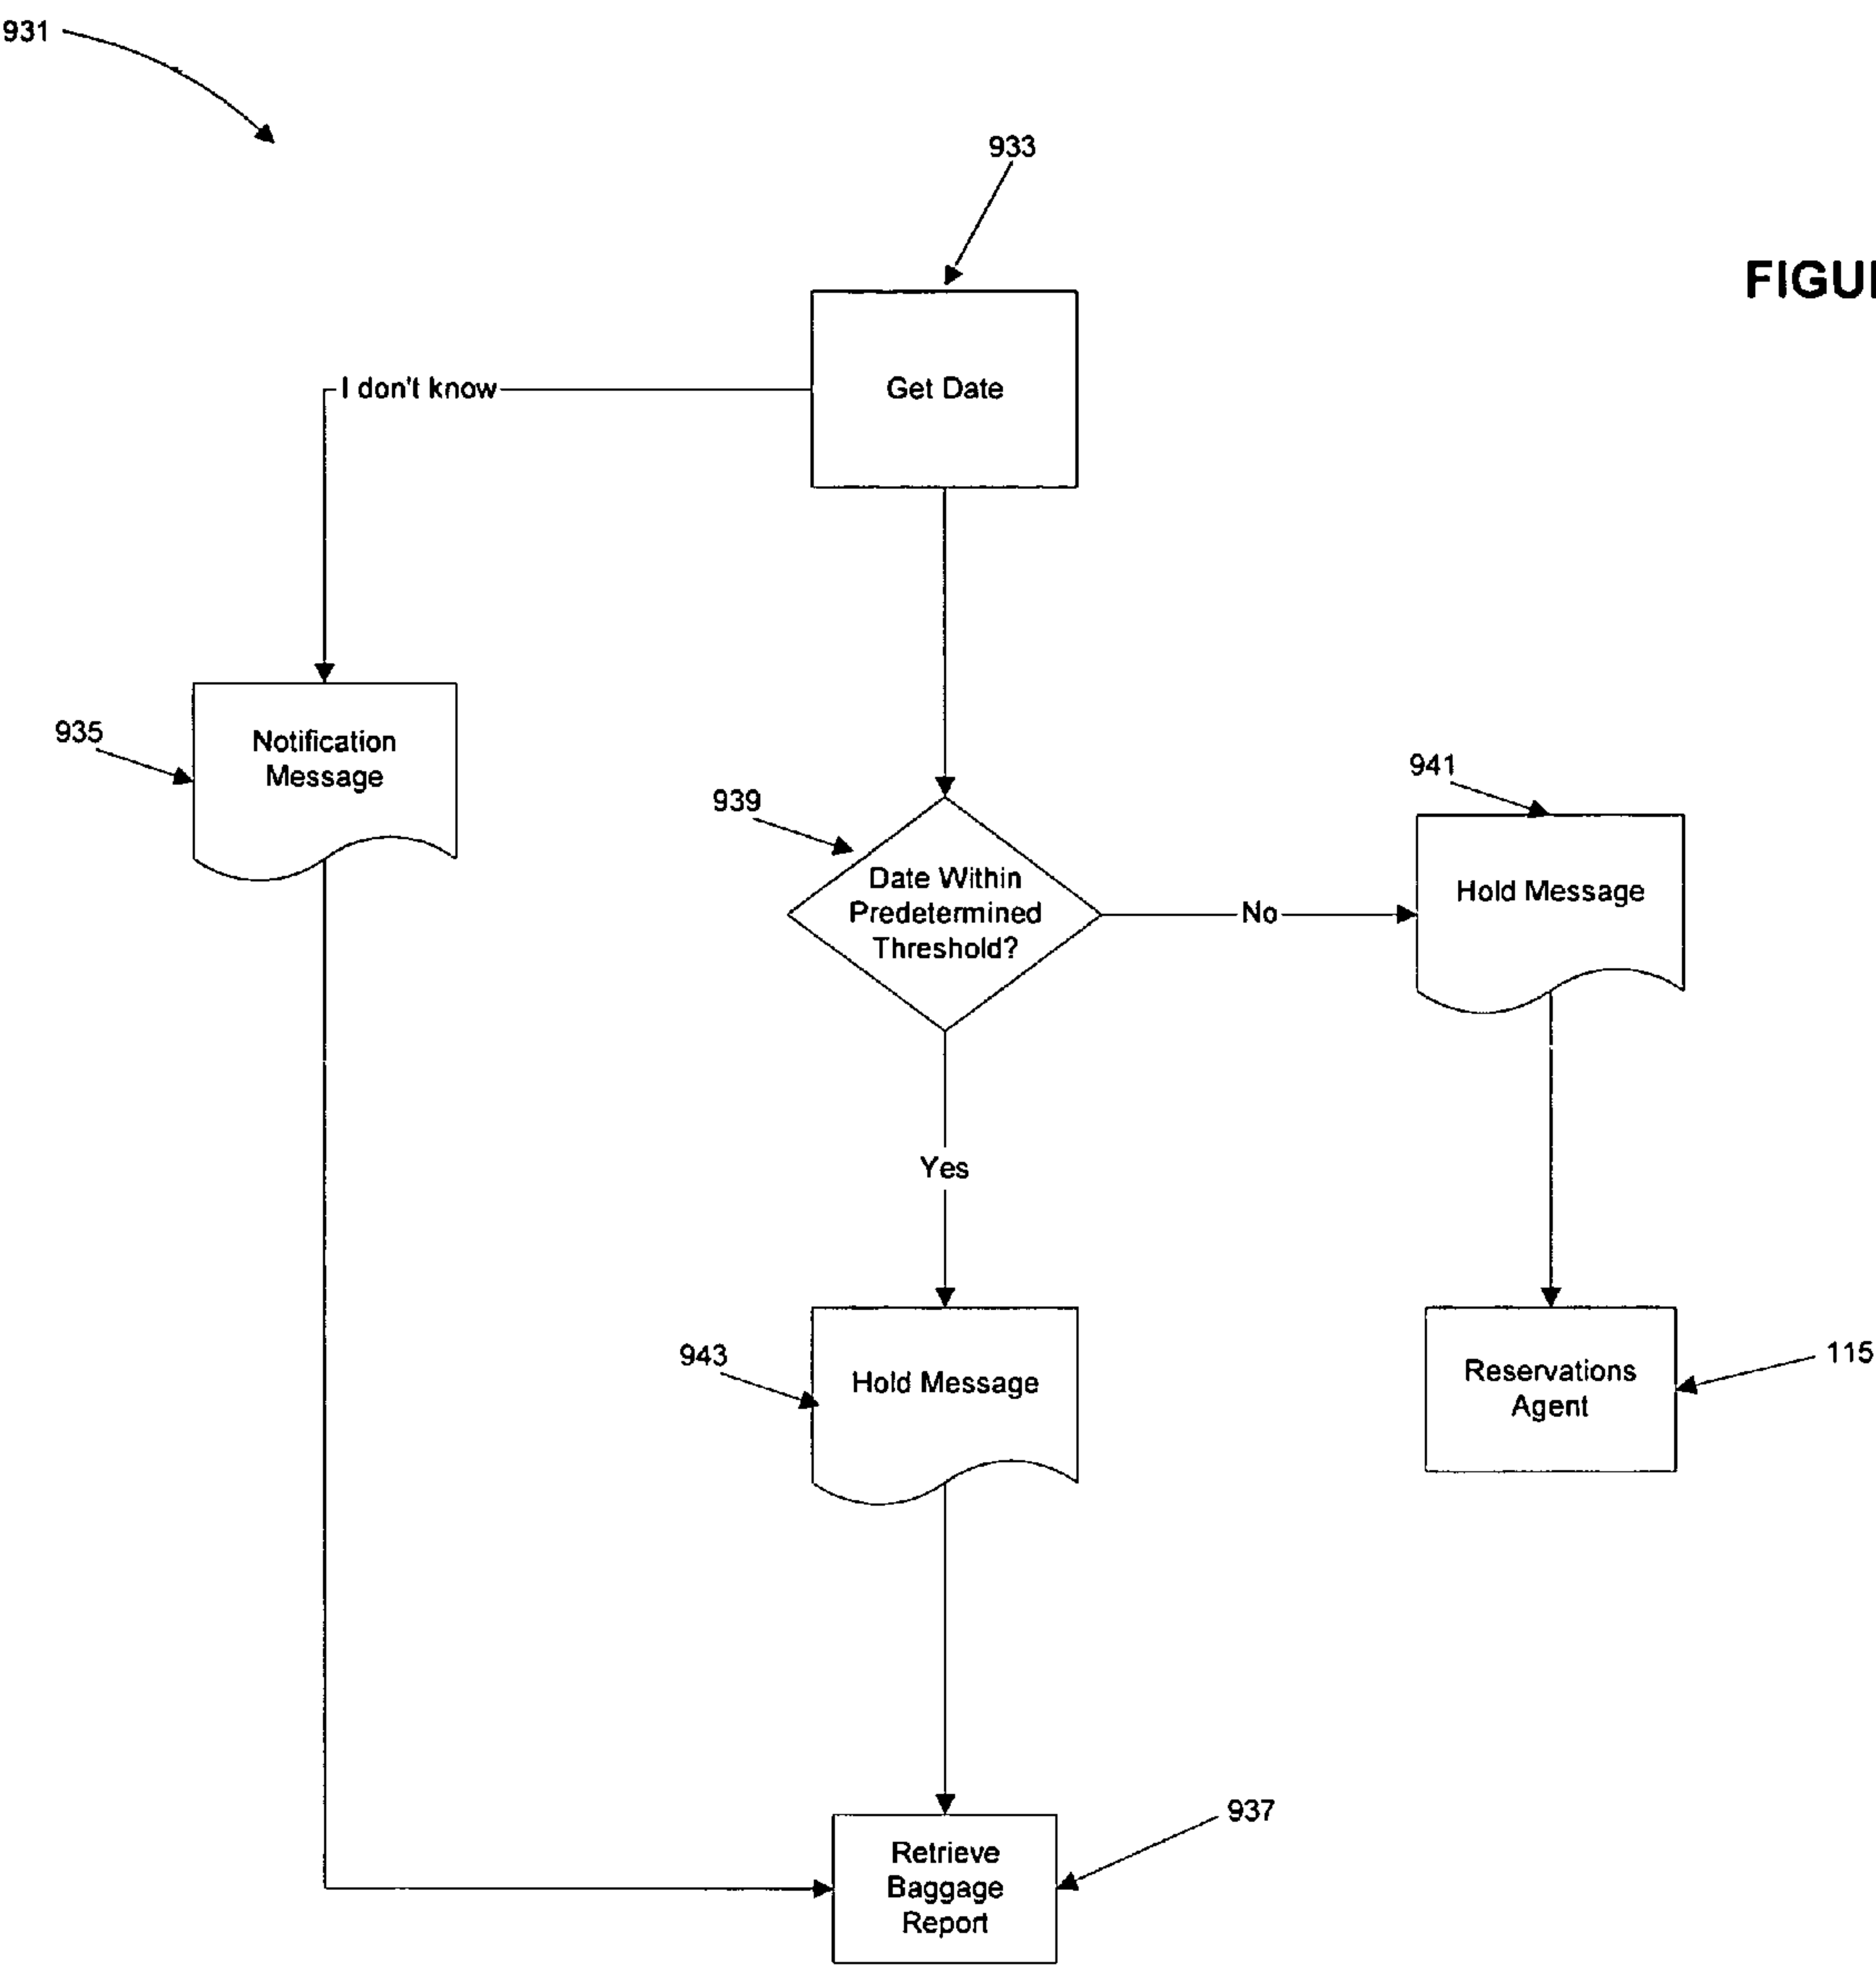 931
933
FIGU
I don't know
Get Date
935
Notification
Message
941
939
Date Within
Predetermined
Threshold?
No
Hold Message
Yes
943
Hold Message
Reservations
Agent
115
937
Retrieve
Baggage
Report